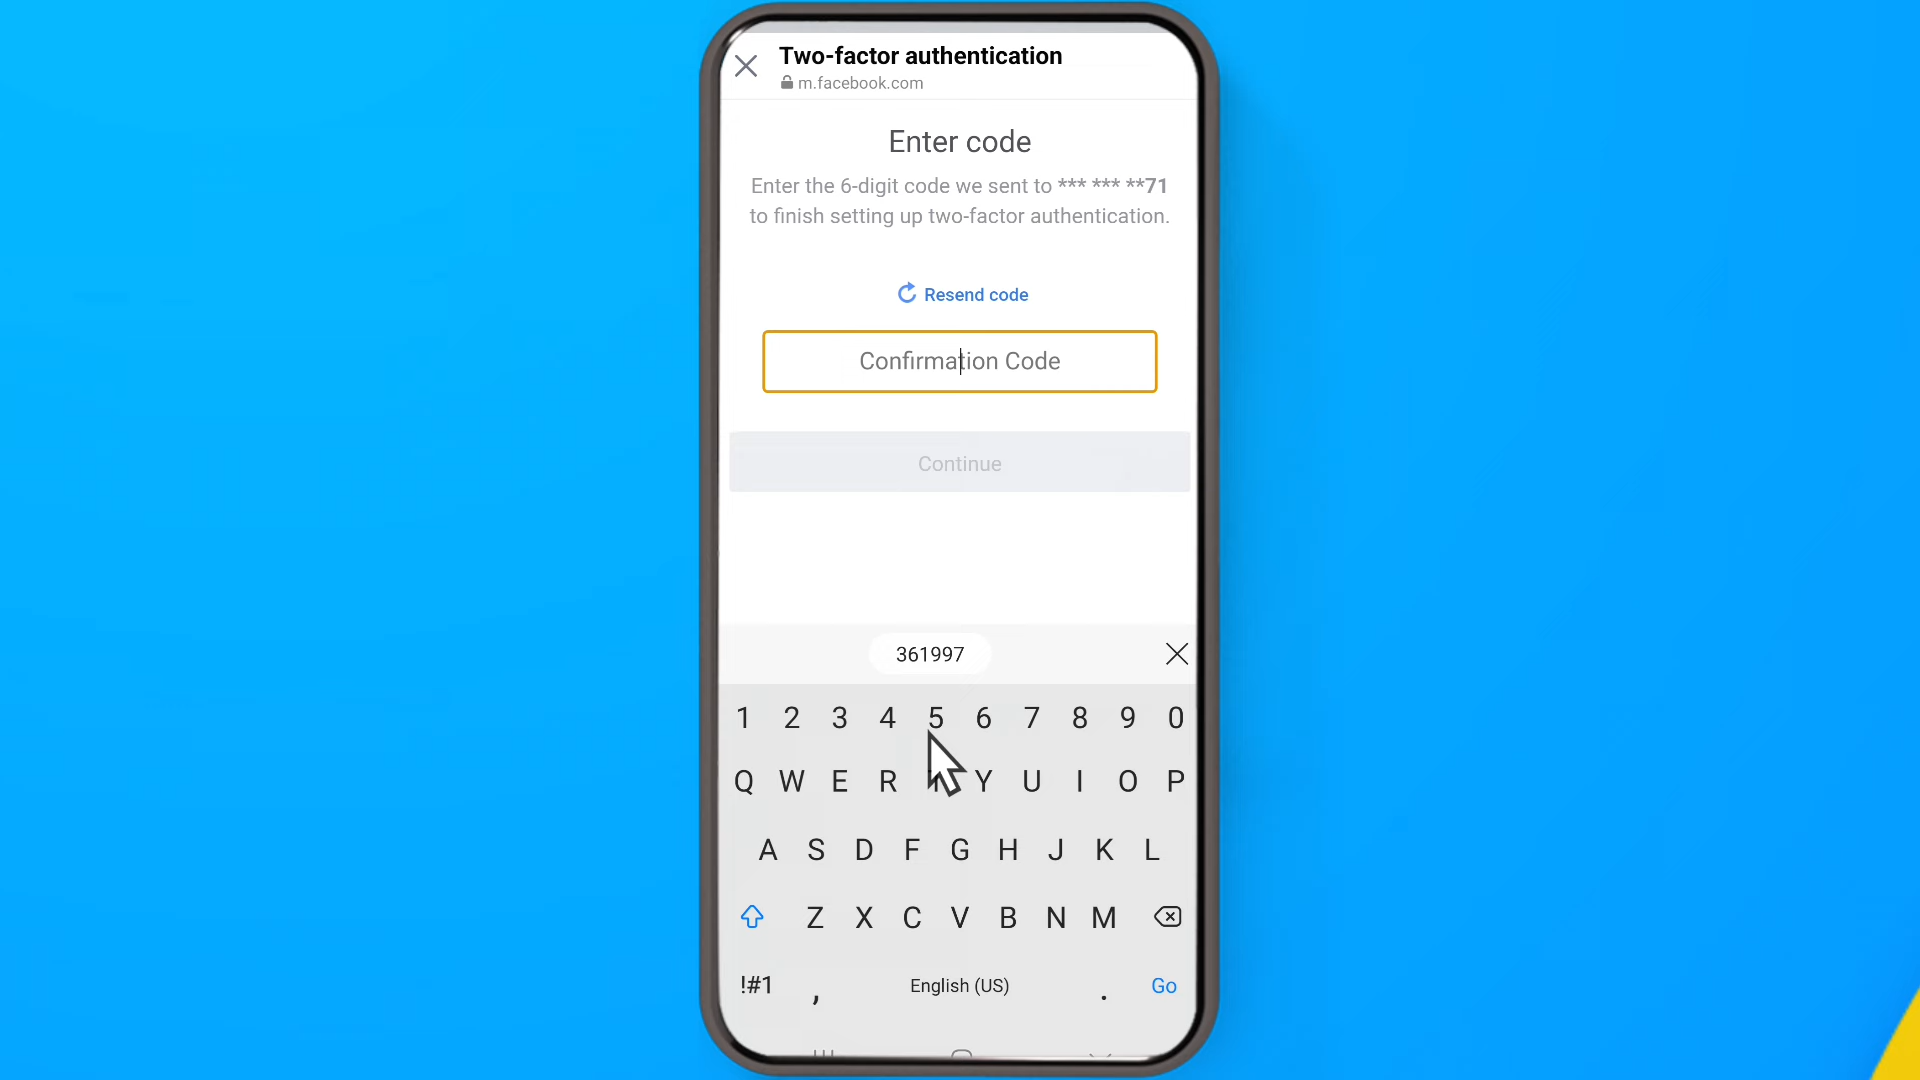 Two-factor authentication
m.facebook.com
Enter code
Enter the 6-digit code we sent to *** *** **71
to finish setting up two-factor authentication.
Resend code
Confirmation Code
Continue
361997
1 2 3 4 5 6 7 8 9 0
Q W E R Y U I O P
A S D F G H J K L
Z X C V B N M
!#1 , English (US) . Go